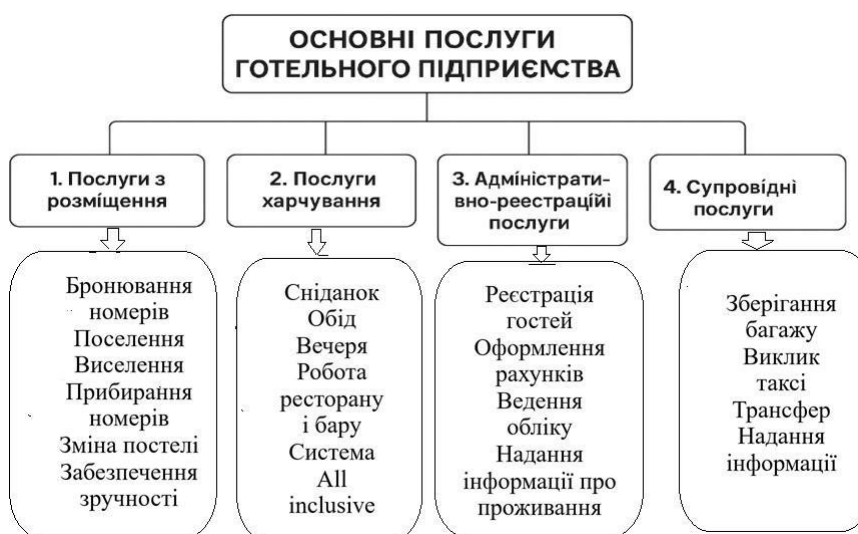 ОСНОВНІ ПОСЛУГИ
ГОТЕЛЬНОГО ПІДПРИЄМСТВА
1. Послуги з
розміщення
2. Послуги
харчування
3. Адміністрати-
вно-реестраціїі
послуги
4. Супровідні
послуги
Бронювання
номерів
Поселення
Виселення
Прибирання
номерів
Зміна постелі
Забезпечення
зручності
Сніданок
Обід
Вечеря
Робота
ресторану
і бару
Система
All
inclusive
Реєстрація
гостей
Оформлення
рахунків
Ведення
обліку
Надання
інформації про
проживання
Зберігання
багажу
Виклик
таксі
Трансфер
Надання
інформації